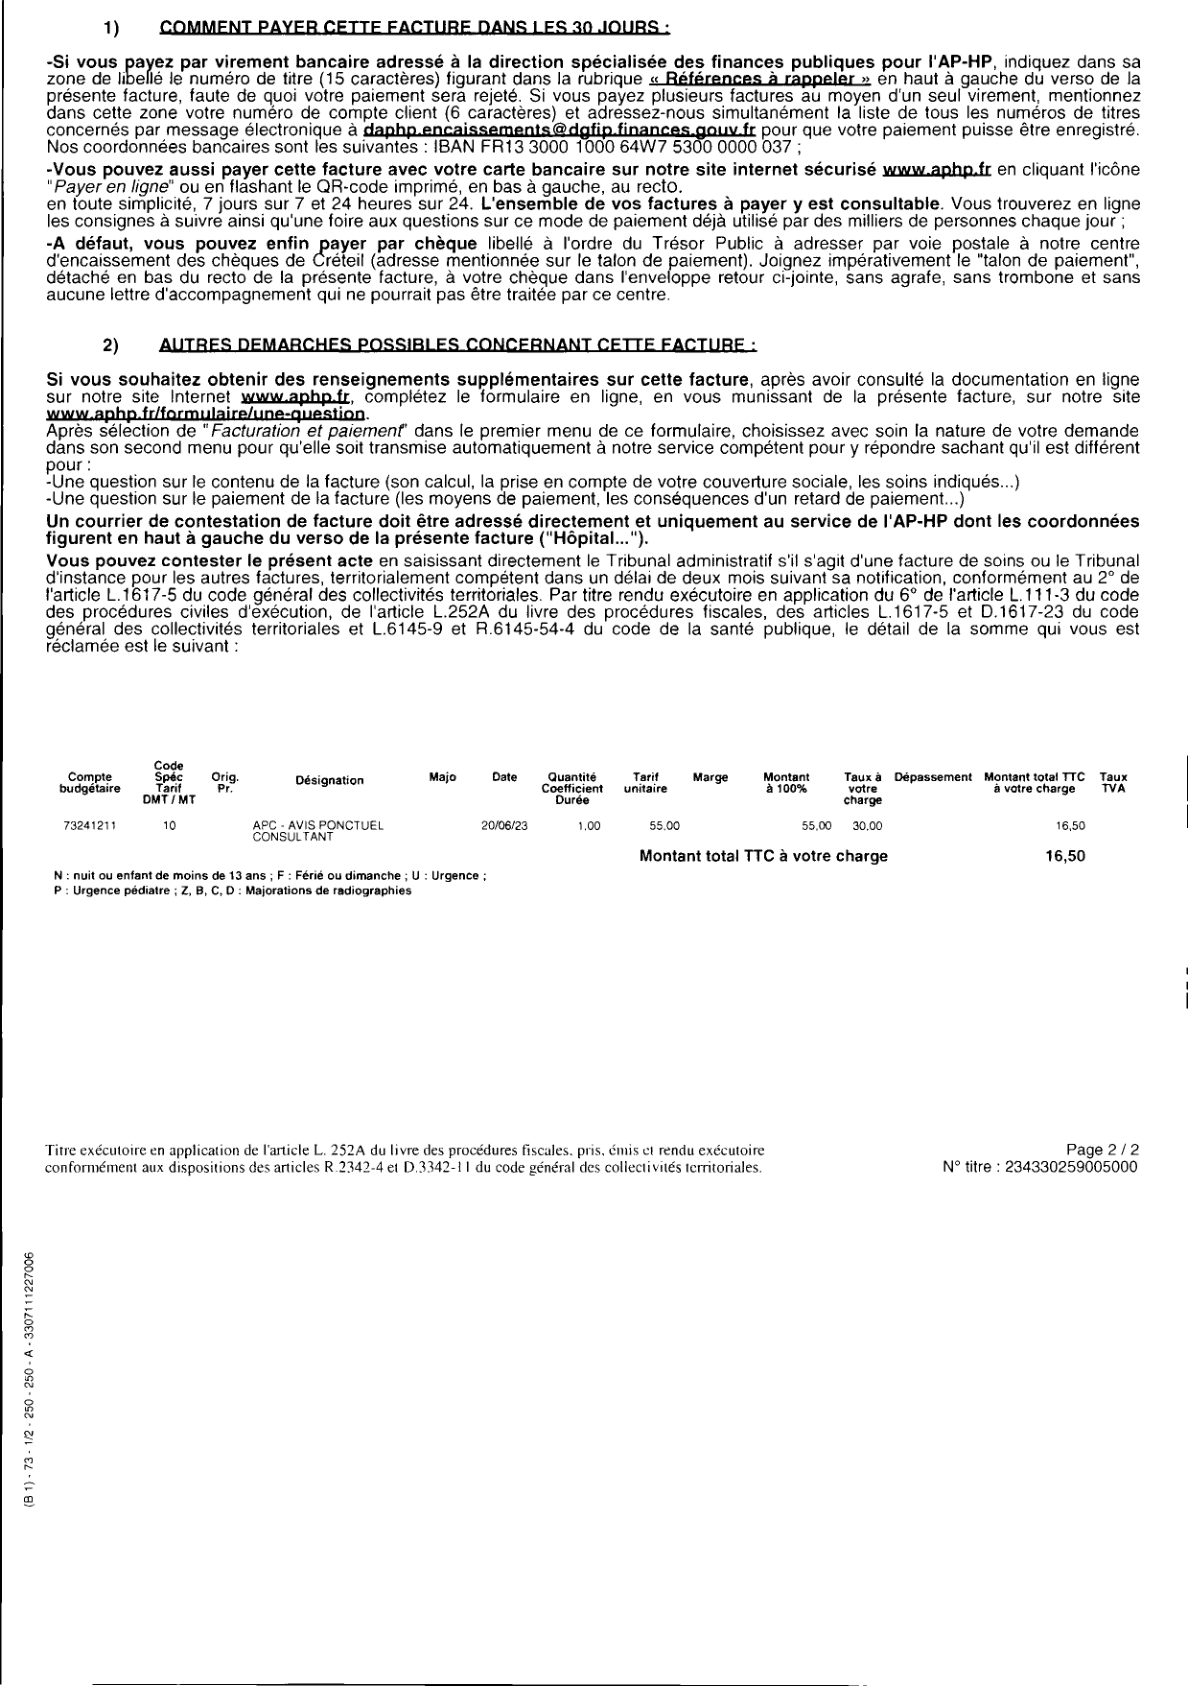 1) COMMENT PAYER CETTE FACTURE DANS LES 30 JOURS :
-Si vous payez par virement bancaire adressé à la direction spécialisée des finances publiques pour l'AP-HP, indiquez dans sa
zone de libellé le numéro de titre (15 caractères) figurant dans la rubrique « Références à rappeler » en haut à gauche du verso de la
présente facture, faute de quoi votre paiement sera rejeté. Si vous payez plusieurs factures au moyen d'un seul virement, mentionnez
dans cette zone votre numéro de compte client (6 caractères) et adressez-nous simultanément la liste de tous les numéros de titres
concernés par message électronique à daphp.encaissements@dgfip.finances.gouv.fr pour que votre paiement puisse être enregistré.
Nos coordonnées bancaires sont les suivantes : IBAN FR13 3000 1000 64W7 5300 0000 037 ;
-Vous pouvez aussi payer cette facture avec votre carte bancaire sur notre site internet sécurisé www.aphp.fr en cliquant l'icône
"Payer en ligne" ou en flashant le QR-code imprimé, en bas à gauche, au recto.
en toute simplicité, 7 jours sur 7 et 24 heures sur 24. L'ensemble de vos factures à payer y est consultable. Vous trouverez en ligne
les consignes à suivre ainsi qu'une foire aux questions sur ce mode de paiement déjà utilisé par des milliers de personnes chaque jour ;
-A défaut, vous pouvez enfin payer par chèque libellé à l'ordre du Trésor Public à adresser par voie postale à notre centre
d'encaissement des chèques de Créteil (adresse mentionnée sur le talon de paiement). Joignez impérativement le "talon de paiement",
détaché en bas du recto de la présente facture, à votre chèque dans l'enveloppe retour ci-jointe, sans agrafe, sans trombone et sans
aucune lettre d'accompagnement qui ne pourrait pas être traitée par ce centre.
2) AUTRES DEMARCHES POSSIBLES CONCERNANT CETTE FACTURE :
Si vous souhaitez obtenir des renseignements supplémentaires sur cette facture, après avoir consulté la documentation en ligne
sur notre site Internet www.aphp.fr, complétez le formulaire en ligne, en vous munissant de la présente facture, sur notre site
www.aphp.fr/formulaire/une-question.
Après sélection de "Facturation et paiement" dans le premier menu de ce formulaire, choisissez avec soin la nature de votre demande
dans son second menu pour qu'elle soit transmise automatiquement à notre service compétent pour y répondre sachant qu'il est différent
pour :
-Une question sur le contenu de la facture (son calcul, la prise en compte de votre couverture sociale, les soins indiqués...)
-Une question sur le paiement de la facture (les moyens de paiement, les conséquences d'un retard de paiement...)
Un courrier de contestation de facture doit être adressé directement et uniquement au service de l'AP-HP dont les coordonnées
figurent en haut à gauche du verso de la présente facture ("Hôpital...").
Vous pouvez contester le présent acte en saisissant directement le Tribunal administratif s'il s'agit d'une facture de soins ou le Tribunal
d'instance pour les autres factures, territorialement compétent dans un délai de deux mois suivant sa notification, conformément au 2° de
l'article L.1617-5 du code général des collectivités territoriales. Par titre rendu exécutoire en application du 6° de l'article L.111-3 du code
des procédures civiles d'exécution, de l'article L.252A du livre des procédures fiscales, des articles L.1617-5 et D.1617-23 du code
général des collectivités territoriales et L.6145-9 et R.6145-54-4 du code de la santé publique, le détail de la somme qui vous est
réclamée est le suivant :
Compte budgétaire Code Spéc Tarif DMT / MT Orig. Pr. Désignation Majo Date Quantité Coefficient Durée Tarif unitaire Marge Montant à 100% Taux à votre charge Dépassement Montant total TTC à votre charge Taux TVA
73241211 10 APC - AVIS PONCTUEL 20/06/23 1,00 55,00 55,00 30,00 16,50
CONSULTANT
Montant total TTC à votre charge 16,50
N : nuit ou enfant de moins de 13 ans ; F : Férié ou dimanche ; U : Urgence ;
P : Urgence pédiatre ; Z, B, C, D : Majorations de radiographies
Titre exécutoire en application de l'article L. 252A du livre des procédures fiscales, pris, émis et rendu exécutoire
conformément aux dispositions des articles R.2342-4 et D.3342-11 du code général des collectivités territoriales.
Page 2 / 2
N° titre : 234330259005000
(B 1) - 73 - 1/2 - 250 - 250 - A - 3307111227006